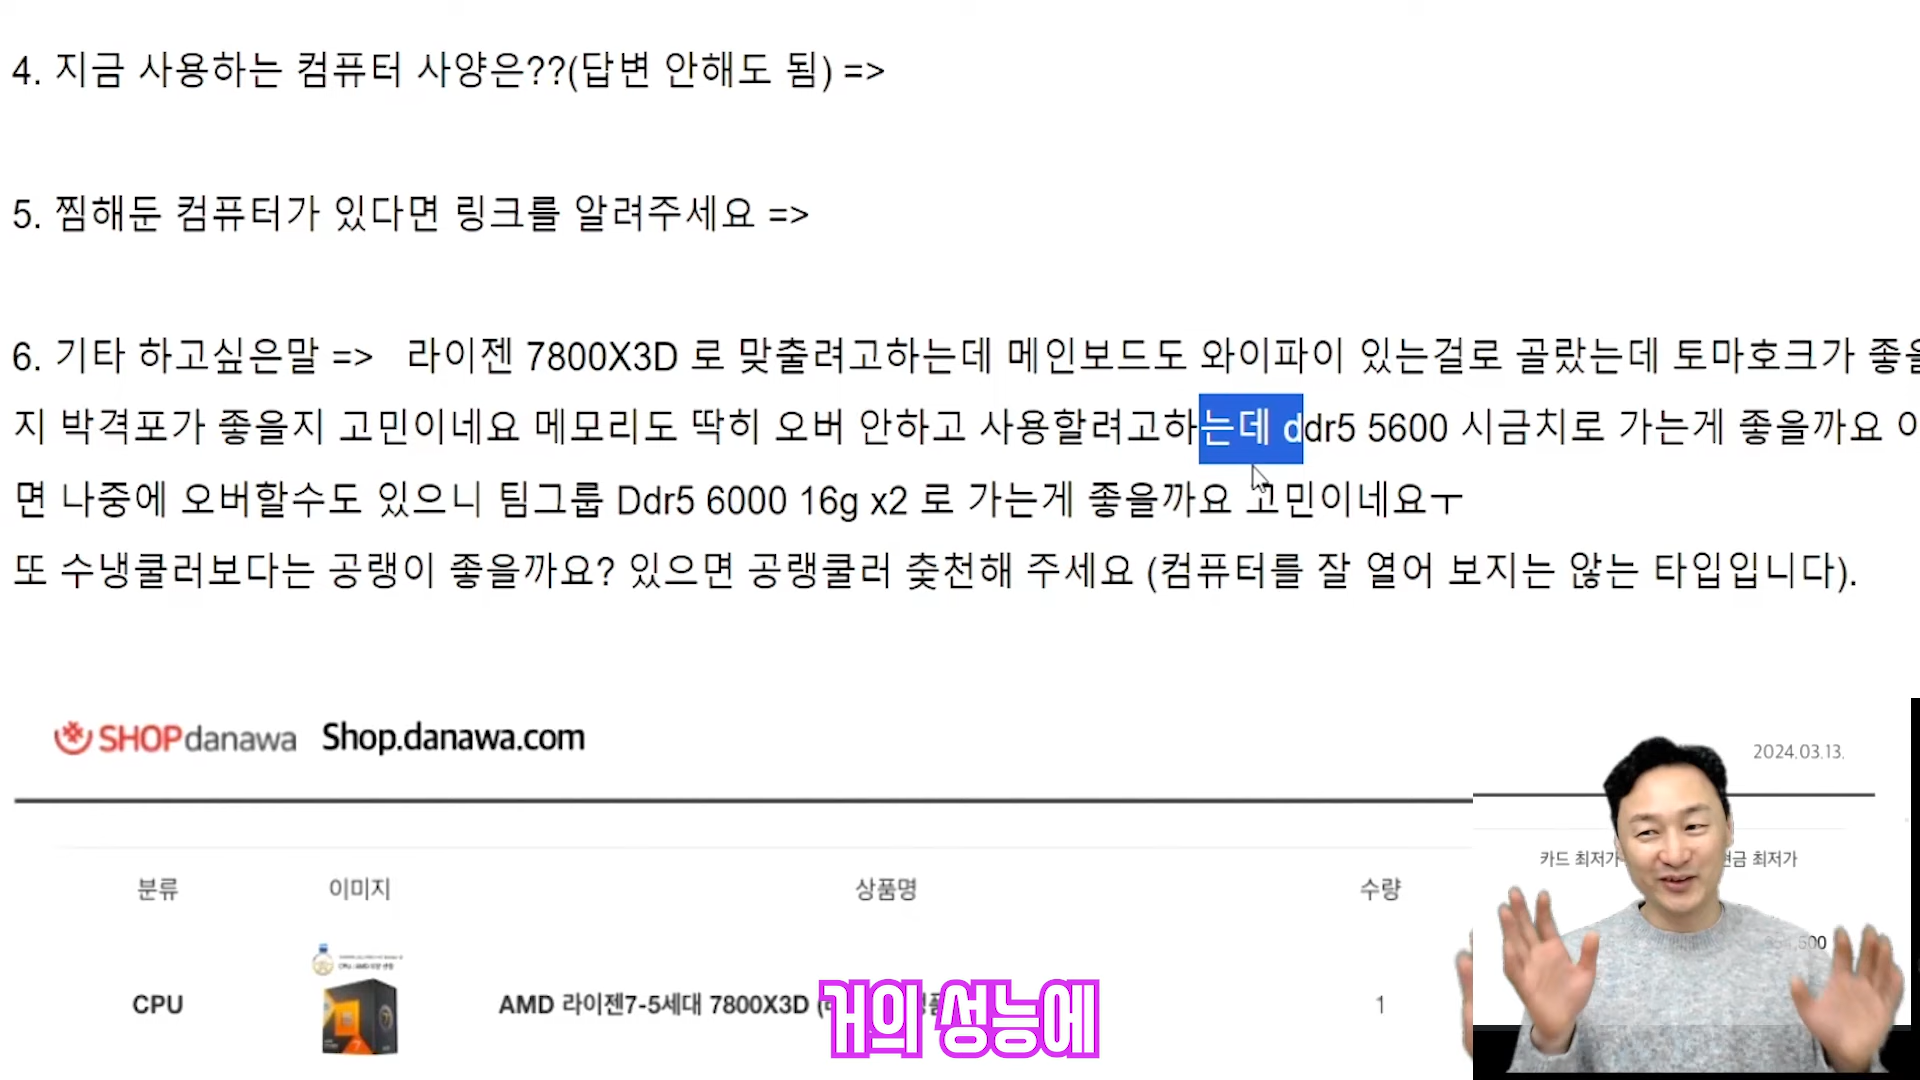 4. 지금 사용하는 컴퓨터 사양은??(답변 안해도 됨) =>
5. 찜해둔 컴퓨터가 있다면 링크를 알려주세요 =>
6. 기타 하고싶은말 => 라이젠 7800X3D 로 맞출려고하는데 메인보드도 와이파이 있는걸로 골랐는데 토마호크가
지 박격포가 좋을지 고민이네요 메모리도 딱히 오버 안하고 사용할려고하는데 ddr5 5600 시금치로 가는게 좋을까요
면 나중에 오버할수도 있으니 팀그룹 Ddr5 6000 16g x2 로 가는게 좋을까요 고민이네요ㅜ
또 수냉쿨러보다는 공랭이 좋을까요? 있으면 공랭쿨러 춫천해 주세요 (컴퓨터를 잘 열어 보지는 않는 타입입니다).
SHOPdanawa Shop.danawa.com
2024.03.13.
카드 최저가 현금 최저가
분류 이미지 상품명 수량
CPU AMD 라이젠7-5세대 7800X3D 1
거의 성능에